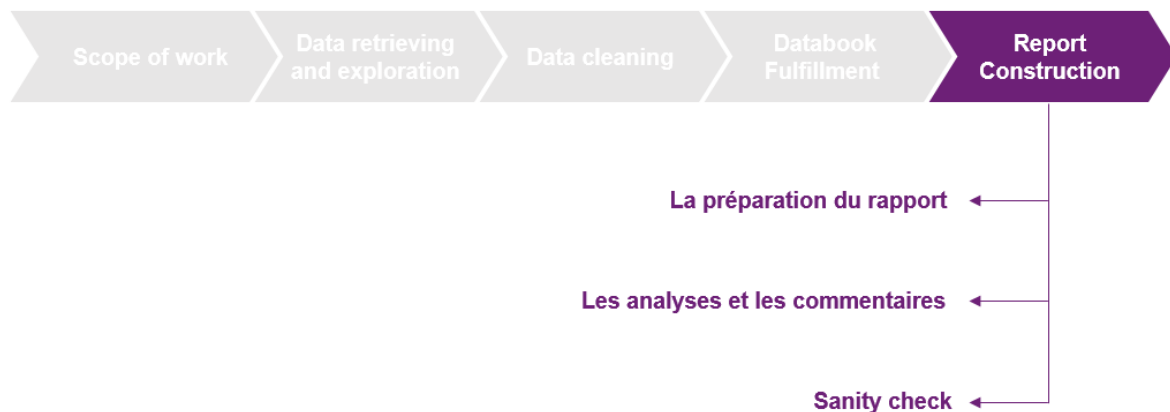 Scope of work
Data retrieving
and exploration
Data cleaning
Databook
Fulfillment
Report
Construction
La préparation du rapport
Les analyses et les commentaires
Sanity check